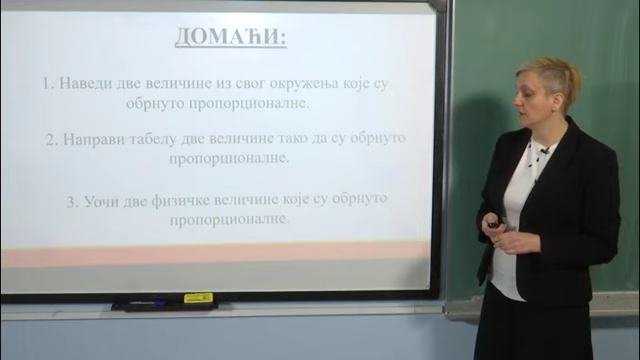 ДОМАЋИ:
1. Наведи две величине из свог окружења које су
обрнуто пропорционалне.
2. Направи табелу две величине тако да су обрнуто
пропорционалне.
3. Уочи две физичке величине које су обрнуто
пропорционалне.